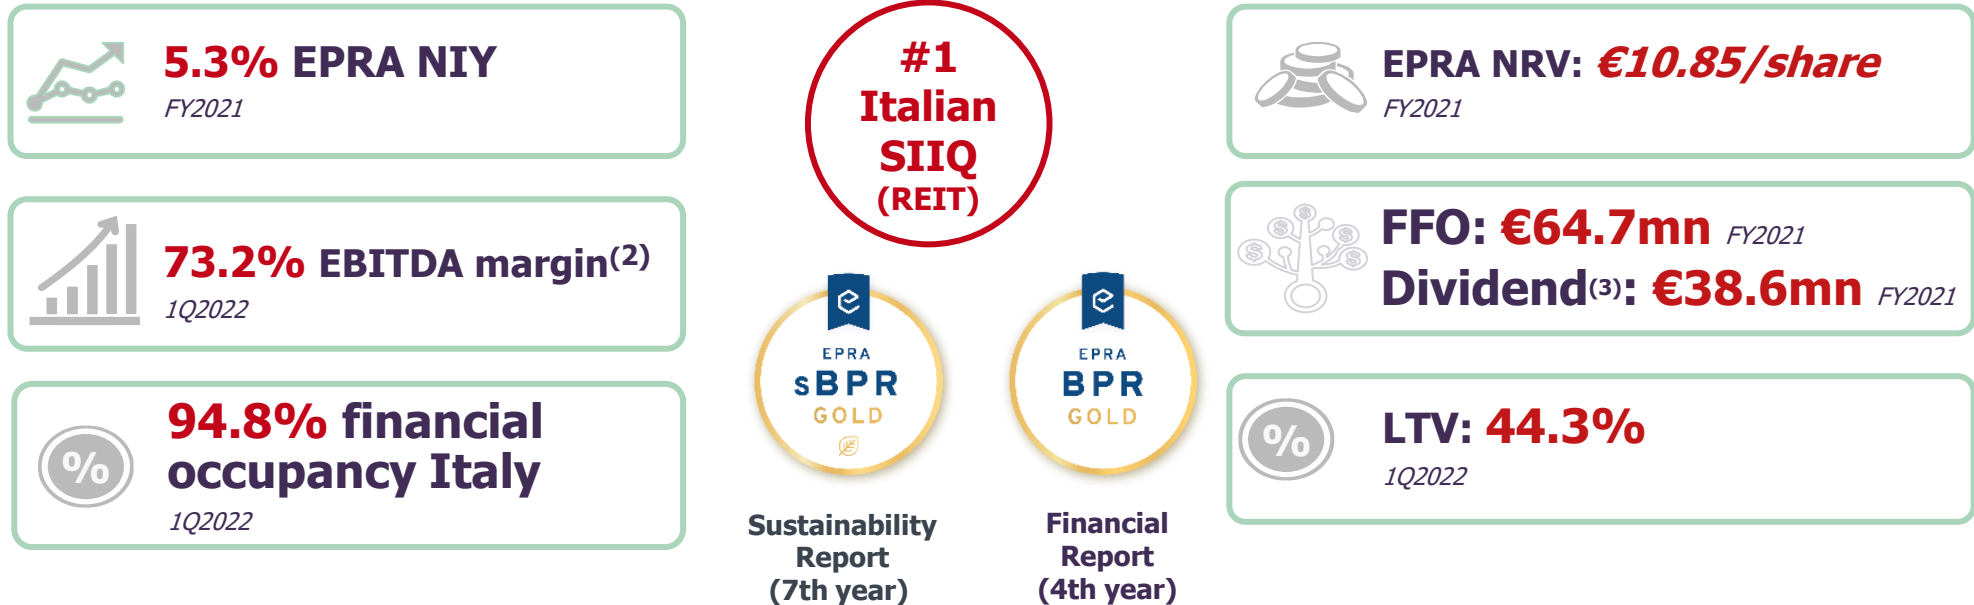 5.3% EPRA NIY
FY2021
73.2% EBITDA margin(2)
1Q2022
%
94.8% financial
occupancy Italy
1Q2022
#1
Italian
SIIQ
(REIT)
EPRA
sBPR
GOLD
Sustainability
Report
(7th year)
EPRA
BPR
GOLD
Financial
Report
(4th year)
EPRA NRV: €10.85/share
FY2021
$ $ $ $ $
FFO: €64.7mn FY2021
Dividend(3): €38.6mn FY2021
%
LTV: 44.3%
1Q2022